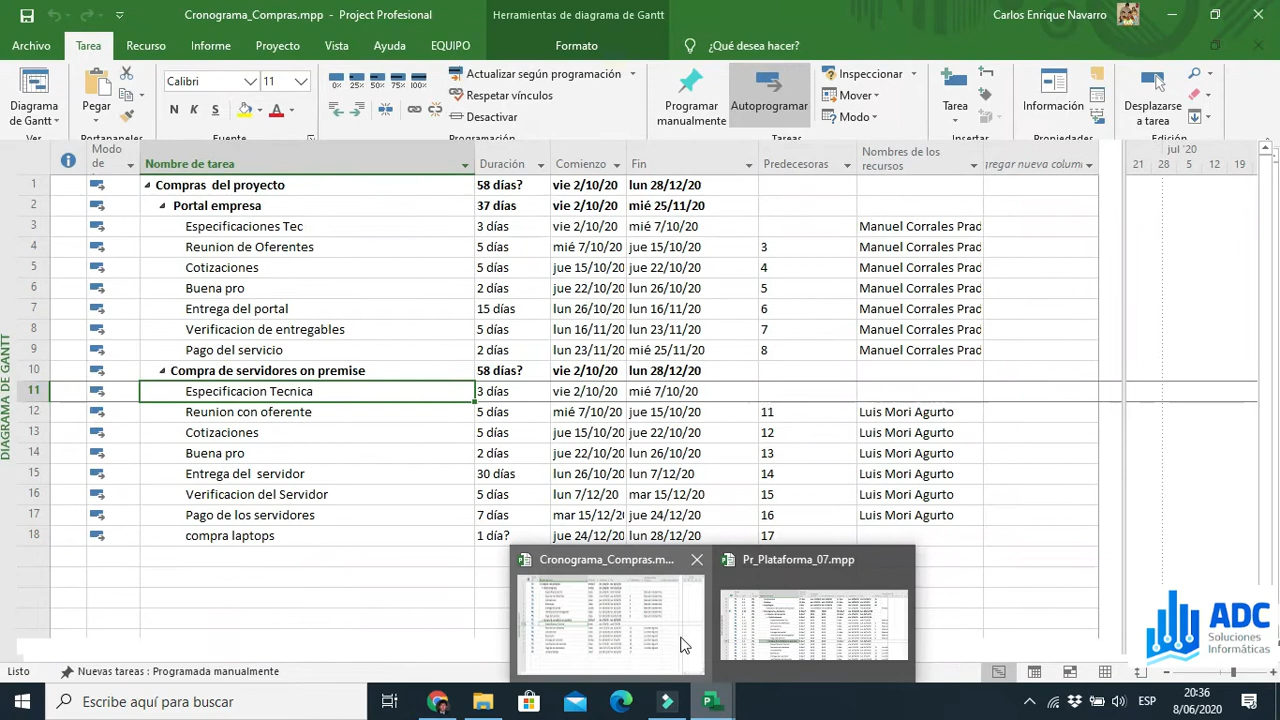 Cronograma_Compras.mpp - Project Profesional
Herramientas de diagrama de Gantt
Carlos Enrique Navarro
Archivo Tarea Recurso Informe Proyecto Vista Ayuda EQUIPO Formato ¿Qué desea hacer?
Diagrama de Gantt
Ver
Pegar
Portapapeles
Calibri 11
N K S
Fuente
Actualizar según programación
Respetar vínculos
Desactivar
Programación
Programar manualmente
Autoprogramar
Inspeccionar
Mover
Modo
Tareas
Tarea
Insertar
Información
Propiedades
Desplazarse a tarea
Edición
Modo de Nombre de tarea Duración Comienzo Fin Predecesoras Nombres de los recursos gregar nueva colum
jul '20
21 28 5 12 19
1 Compras del proyecto 58 días? vie 2/10/20 lun 28/12/20
2 Portal empresa 37 días vie 2/10/20 mié 25/11/20
3 Especificaciones Tec 3 días vie 2/10/20 mié 7/10/20 Manuel Corrales Prad
4 Reunion de Oferentes 5 días mié 7/10/20 jue 15/10/20 3 Manuel Corrales Prad
5 Cotizaciones 5 días jue 15/10/20 jue 22/10/20 4 Manuel Corrales Prad
6 Buena pro 2 días jue 22/10/20 lun 26/10/20 5 Manuel Corrales Prad
7 Entrega del portal 15 días lun 26/10/20 lun 16/11/20 6 Manuel Corrales Prad
8 Verificacion de entregables 5 días lun 16/11/20 lun 23/11/20 7 Manuel Corrales Prad
9 Pago del servicio 2 días lun 23/11/20 mié 25/11/20 8 Manuel Corrales Prad
10 Compra de servidores on premise 58 días? vie 2/10/20 lun 28/12/20
11 Especificacion Tecnica 3 días vie 2/10/20 mié 7/10/20
12 Reunion con oferente 5 días mié 7/10/20 jue 15/10/20 11 Luis Mori Agurto
13 Cotizaciones 5 días jue 15/10/20 jue 22/10/20 12 Luis Mori Agurto
14 Buena pro 2 días jue 22/10/20 lun 26/10/20 13 Luis Mori Agurto
15 Entrega del servidor 30 días lun 26/10/20 lun 7/12/20 14 Luis Mori Agurto
16 Verificacion del Servidor 5 días lun 7/12/20 mar 15/12/20 15 Luis Mori Agurto
17 Pago de los servidores 7 días mar 15/12/20 jue 24/12/20 16 Luis Mori Agurto
18 compra laptops 1 día? jue 24/12/20 lun 28/12/20 17
DIAGRAMA DE GANTT
Cronograma_Compras.m...
Pr_Plataforma_07.mpp
ADC
Soluciones
Informáticas
Listo
Nuevas tareas : Programada manualmente
Escribe aquí para buscar
ESP
20:36
8/06/2020